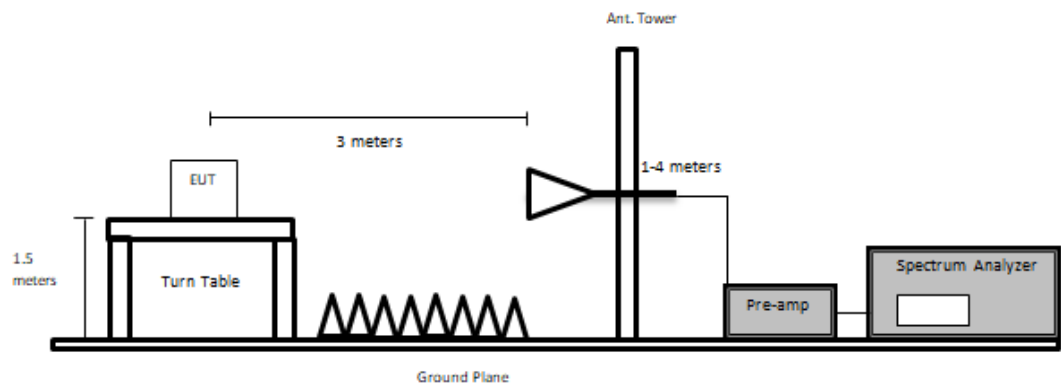 Ant. Tower
3 meters
EUT
1-4 meters
1.5
meters
Turn Table
Spectrum Analyzer
Pre-amp
Ground Plane